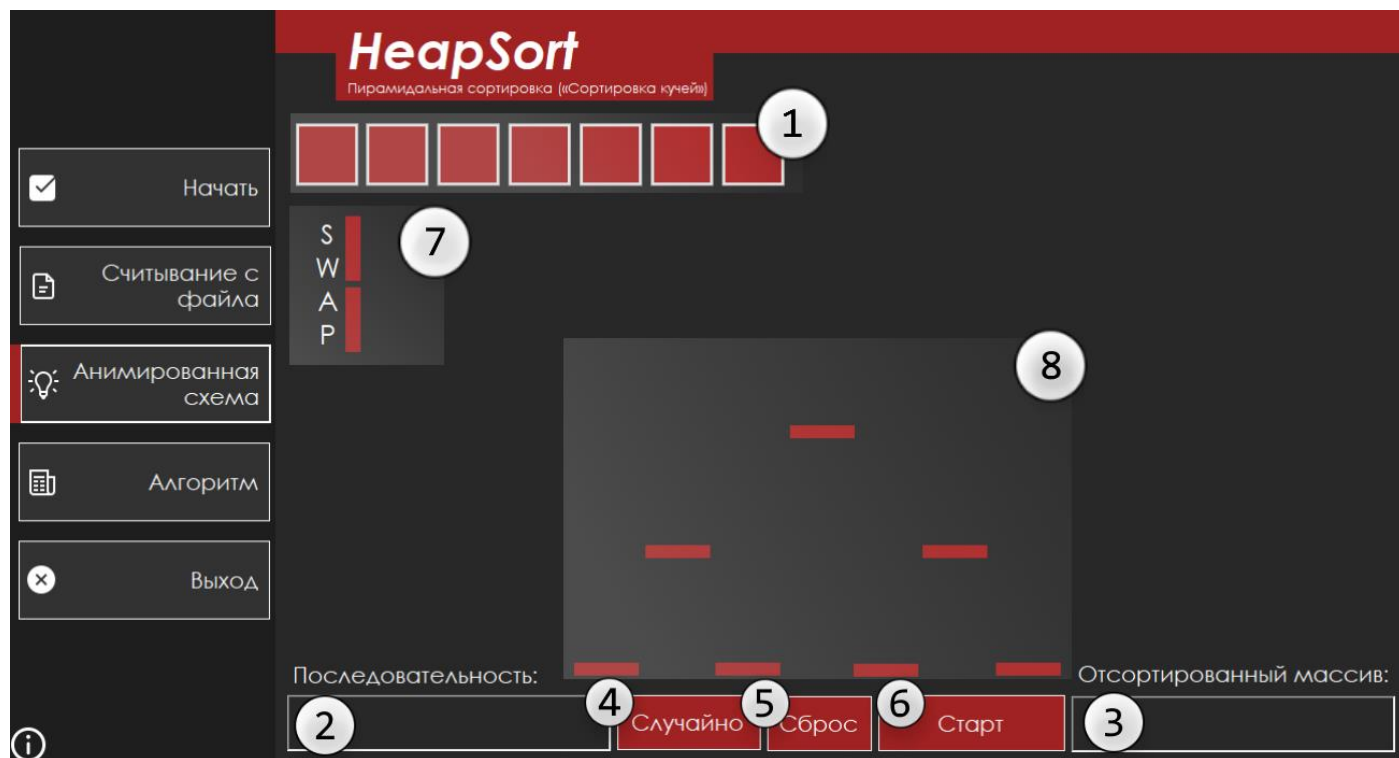 HeapSort
Пирамидальная сортировка («Сортировка кучей»)
1
Начать
Считывание с
файла
Анимированная
схема
Алгоритм
Выход
7
S
W
A
P
8
Последовательность:
Отсортированный массив:
2
4
Случайно
5
Сброс
6
Старт
3